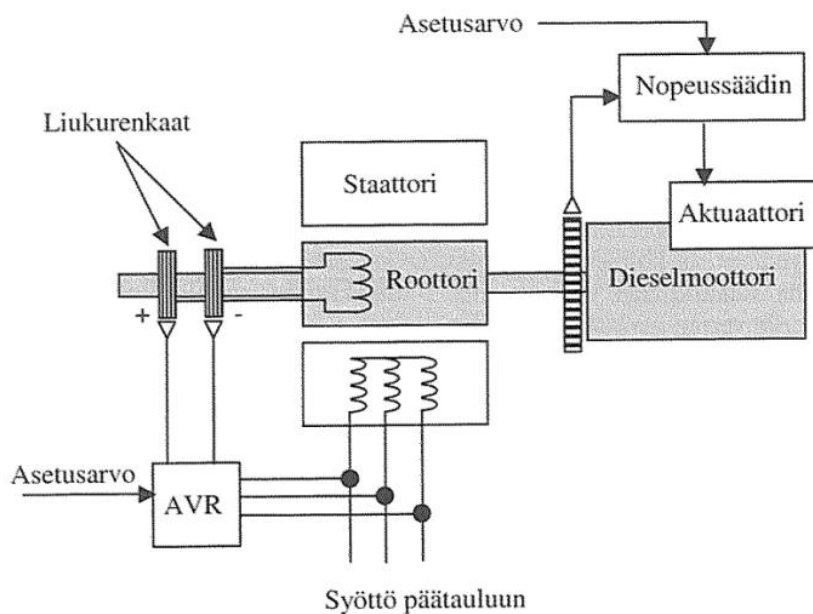 Asetusarvo
Nopeussäädin
Liukurenkaat
Staattori
Aktuaattori
Roottori
Dieselmoottori
+
-
Asetusarvo
AVR
Syöttö päätauluun